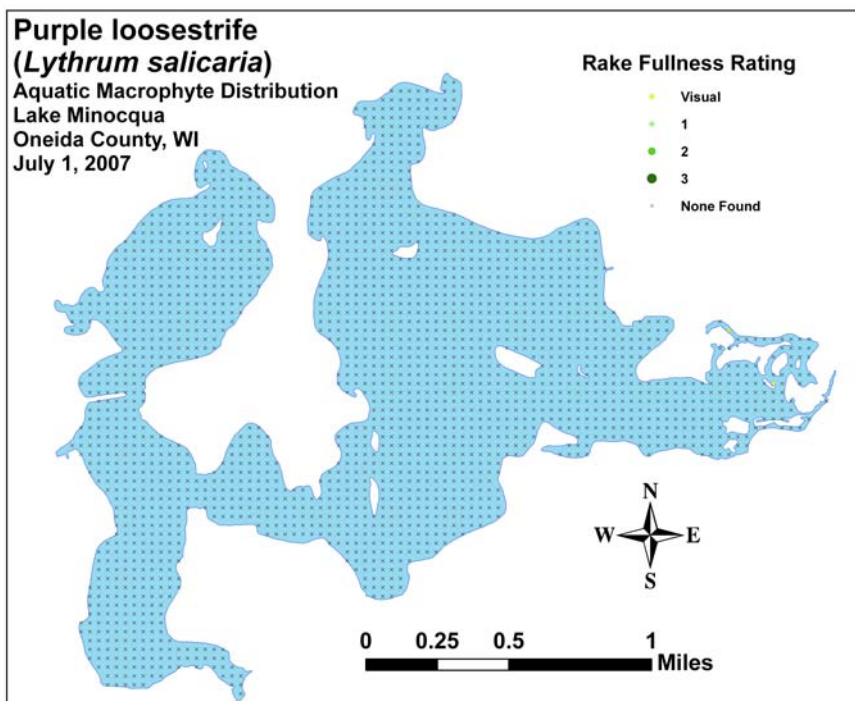 Purple loosestrife
(Lythrum salicaria)
Aquatic Macrophyte Distribution
Lake Minocqua
Oneida County, WI
July 1, 2007
Rake Fullness Rating
Visual
1
2
3
None Found
N
W E
S
0 0.25 0.5 1
Miles